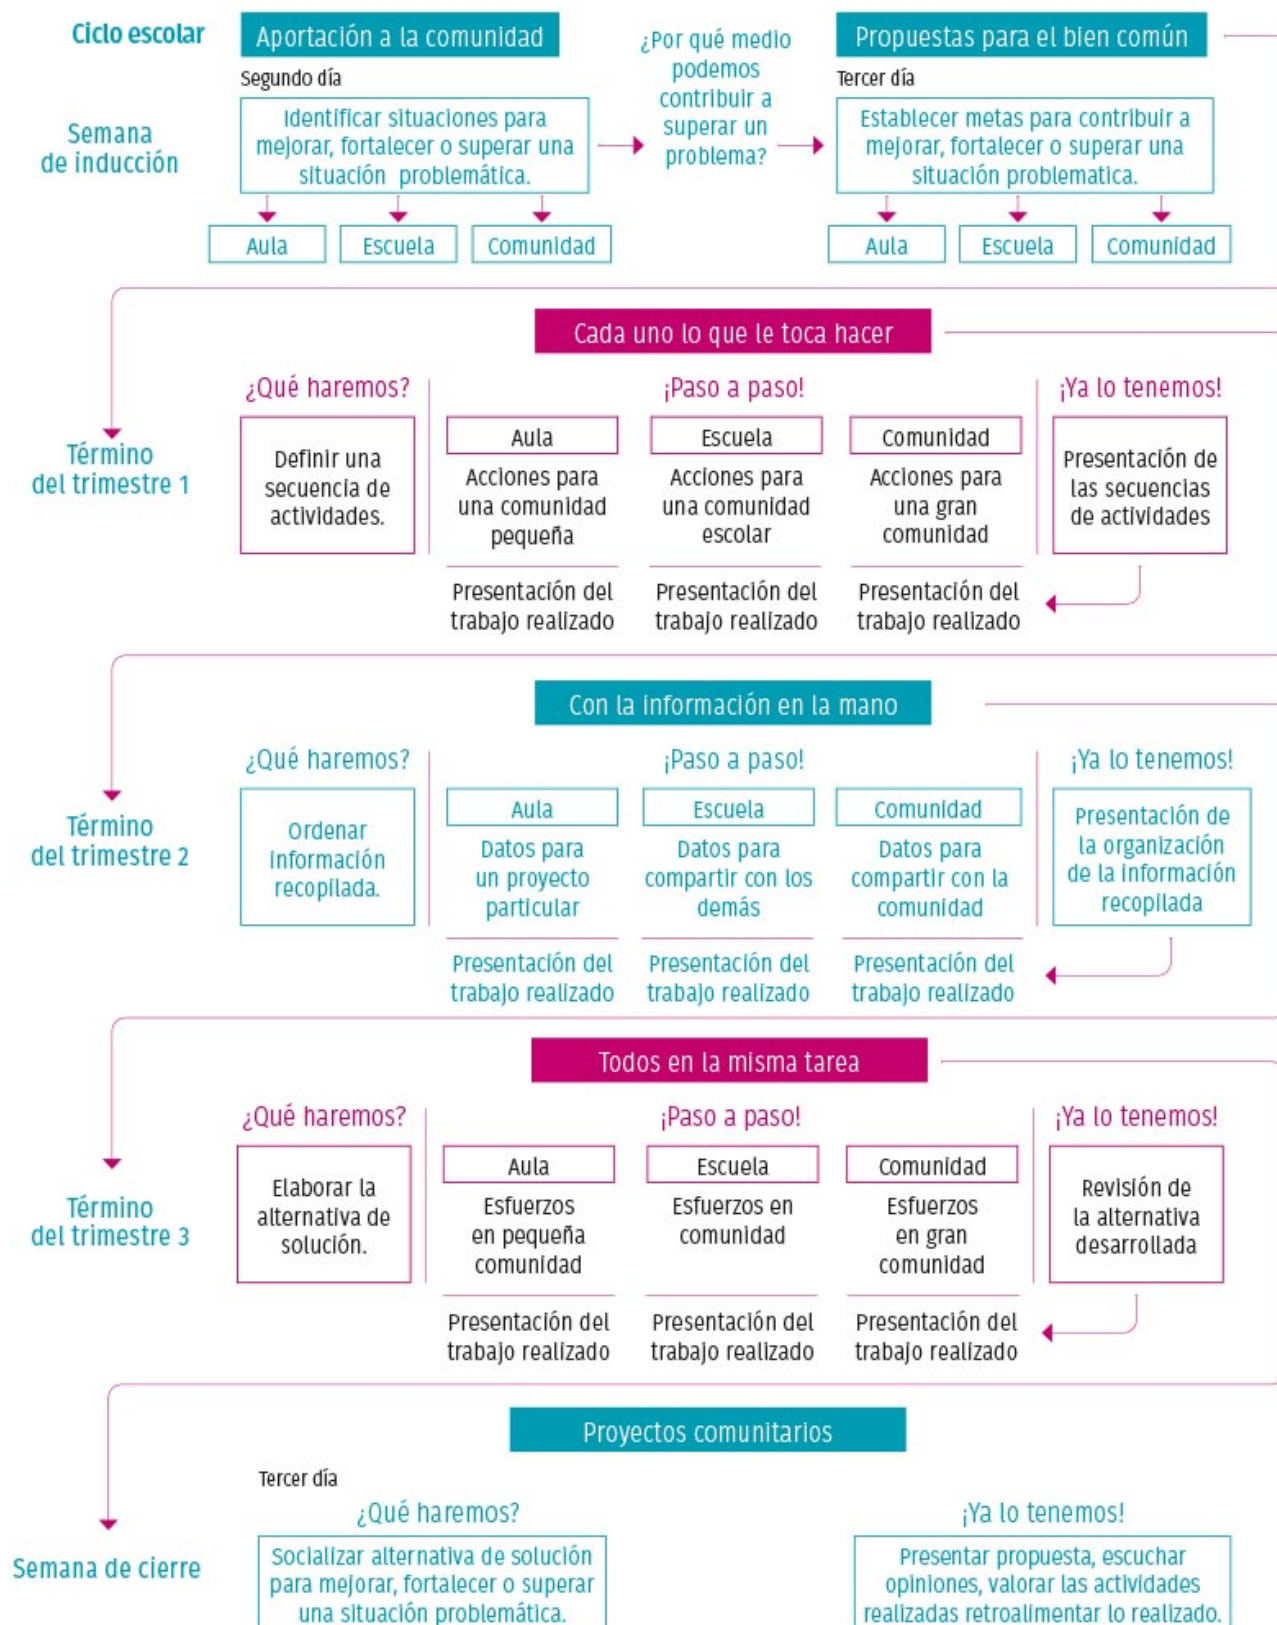 Ciclo escolar
Aportación a la comunidad
¿Por qué medio
podemos
contribuir a
superar un
problema?
Propuestas para el bien común
Semana
de inducción
Segundo día
Identificar situaciones para
mejorar, fortalecer o superar una
situación problemática.
Aula
Escuela
Comunidad
Tercer día
Establecer metas para contribuir a
mejorar, fortalecer o superar una
situación problematica.
Aula
Escuela
Comunidad
Cada uno lo que le toca hacer
Término
del trimestre 1
¿Qué haremos?
Definir una
secuencia de
actividades.
¡Paso a paso!
Aula
Acciones para
una comunidad
pequeña
Presentación del
trabajo realizado
Escuela
Acciones para
una comunidad
escolar
Presentación del
trabajo realizado
Comunidad
Acciones para
una gran
comunidad
Presentación del
trabajo realizado
¡Ya lo tenemos!
Presentación de
las secuencias
de actividades
Con la información en la mano
Término
del trimestre 2
¿Qué haremos?
Ordenar
información
recopilada.
¡Paso a paso!
Aula
Datos para
un proyecto
particular
Presentación del
trabajo realizado
Escuela
Datos para
compartir con los
demás
Presentación del
trabajo realizado
Comunidad
Datos para
compartir con la
comunidad
Presentación del
trabajo realizado
¡Ya lo tenemos!
Presentación de
la organización
de la información
recopilada
Todos en la misma tarea
Término
del trimestre 3
¿Qué haremos?
Elaborar la
alternativa de
solución.
¡Paso a paso!
Aula
Esfuerzos
en pequeña
comunidad
Presentación del
trabajo realizado
Escuela
Esfuerzos en
comunidad
Presentación del
trabajo realizado
Comunidad
Esfuerzos
en gran
comunidad
Presentación del
trabajo realizado
¡Ya lo tenemos!
Revisión de
la alternativa
desarrollada
Proyectos comunitarios
Semana de cierre
Tercer día
¿Qué haremos?
Socializar alternativa de solución
para mejorar, fortalecer o superar
una situación problemática.
¡Ya lo tenemos!
Presentar propuesta, escuchar
opiniones, valorar las actividades
realizadas retroalimentar lo realizado.